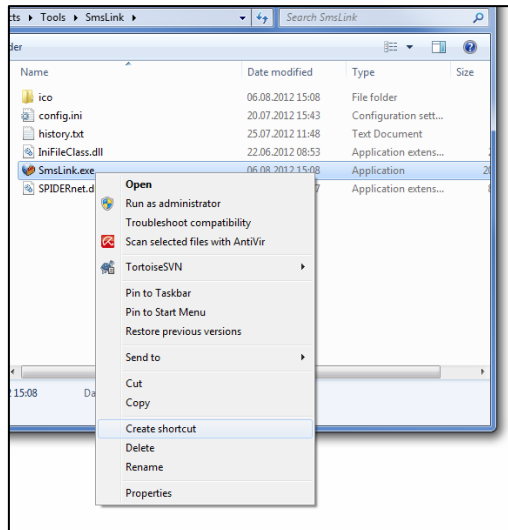 cts ▸ Tools ▸ SmsLink ▸ Search SmsLink
der
Name Date modified Type Size
ico 06.08.2012 15:08 File folder
config.ini 20.07.2012 15:43 Configuration sett...
history.txt 25.07.2012 11:48 Text Document
IniFileClass.dll 22.06.2012 08:53 Application extens...
SmsLink.exe 06.08.2012 15:08 Application 20
SPIDERnet.d 7 Application extens...
Open
Run as administrator
Troubleshoot compatibility
Scan selected files with AntiVir
TortoiseSVN
Pin to Taskbar
Pin to Start Menu
Restore previous versions
Send to
Cut
15:08 Da
Copy
Create shortcut
Delete
Rename
Properties